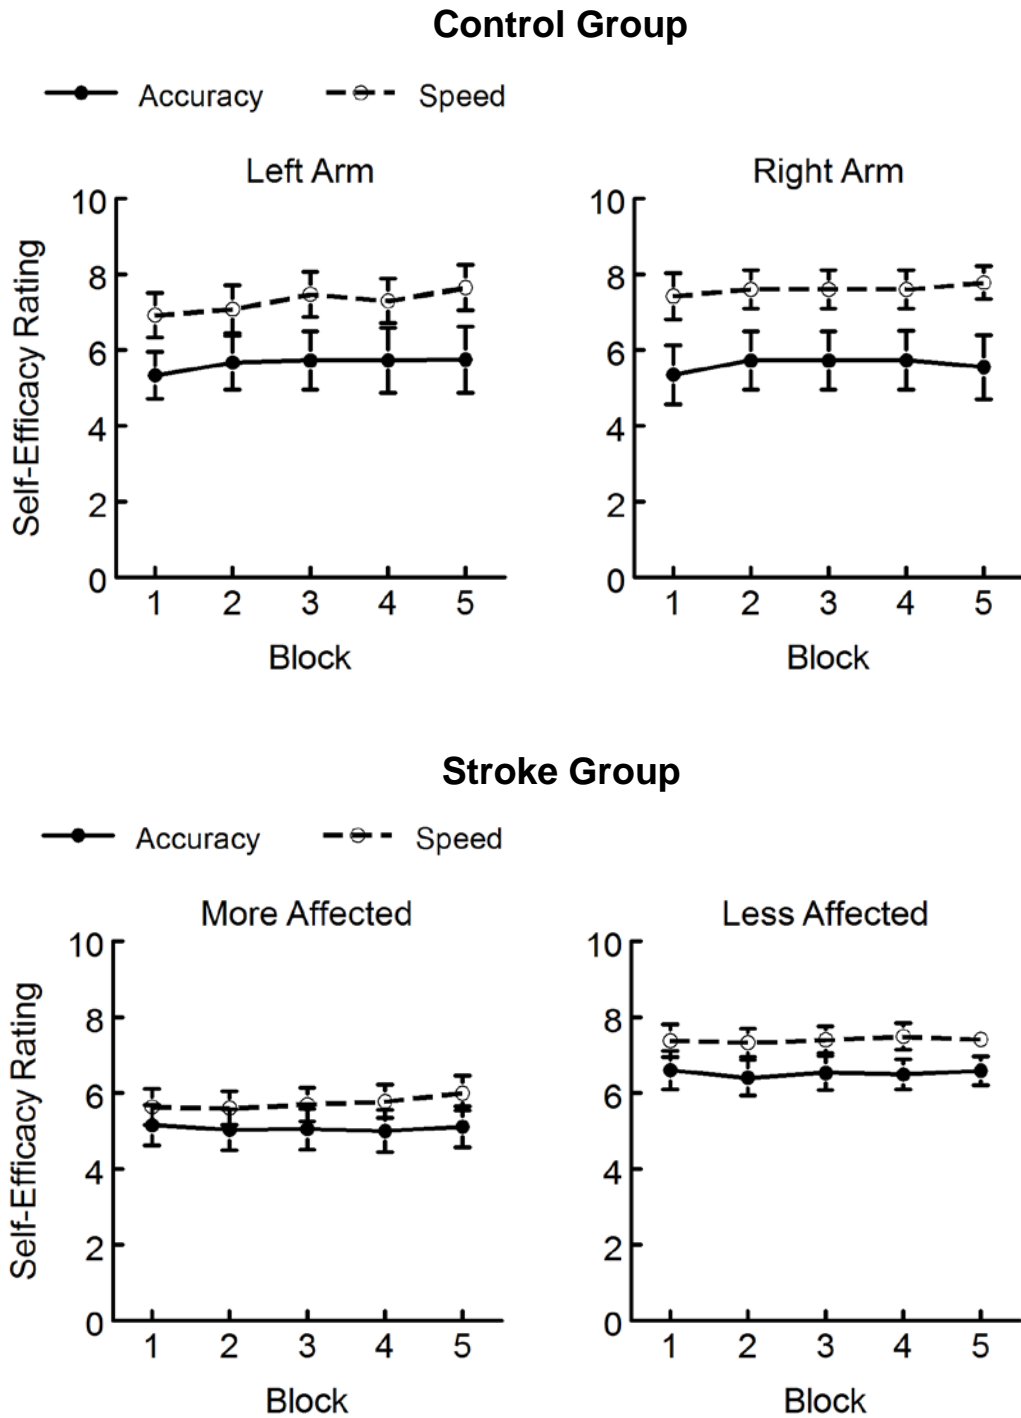 Control Group
Accuracy Speed
Left Arm Right Arm
Self-Efficacy Rating
10 10
8 8
6 6
4 4
2 2
0 0
1 2 3 4 5 1 2 3 4 5
Block Block
Stroke Group
Accuracy Speed
More Affected Less Affected
Self-Efficacy Rating
10 10
8 8
6 6
4 4
2 2
0 0
1 2 3 4 5 1 2 3 4 5
Block Block